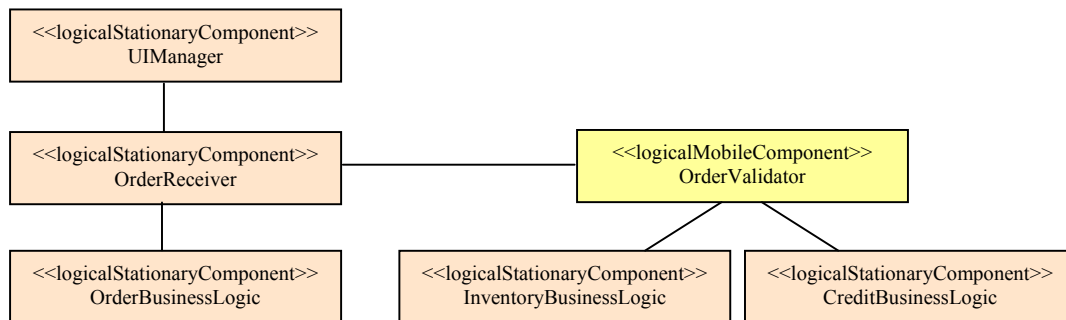 <<logicalStationaryComponent>>
UIManager
<<logicalStationaryComponent>>
OrderReceiver
<<logicalMobileComponent>>
OrderValidator
<<logicalStationaryComponent>>
OrderBusinessLogic
<<logicalStationaryComponent>>
InventoryBusinessLogic
<<logicalStationaryComponent>>
CreditBusinessLogic